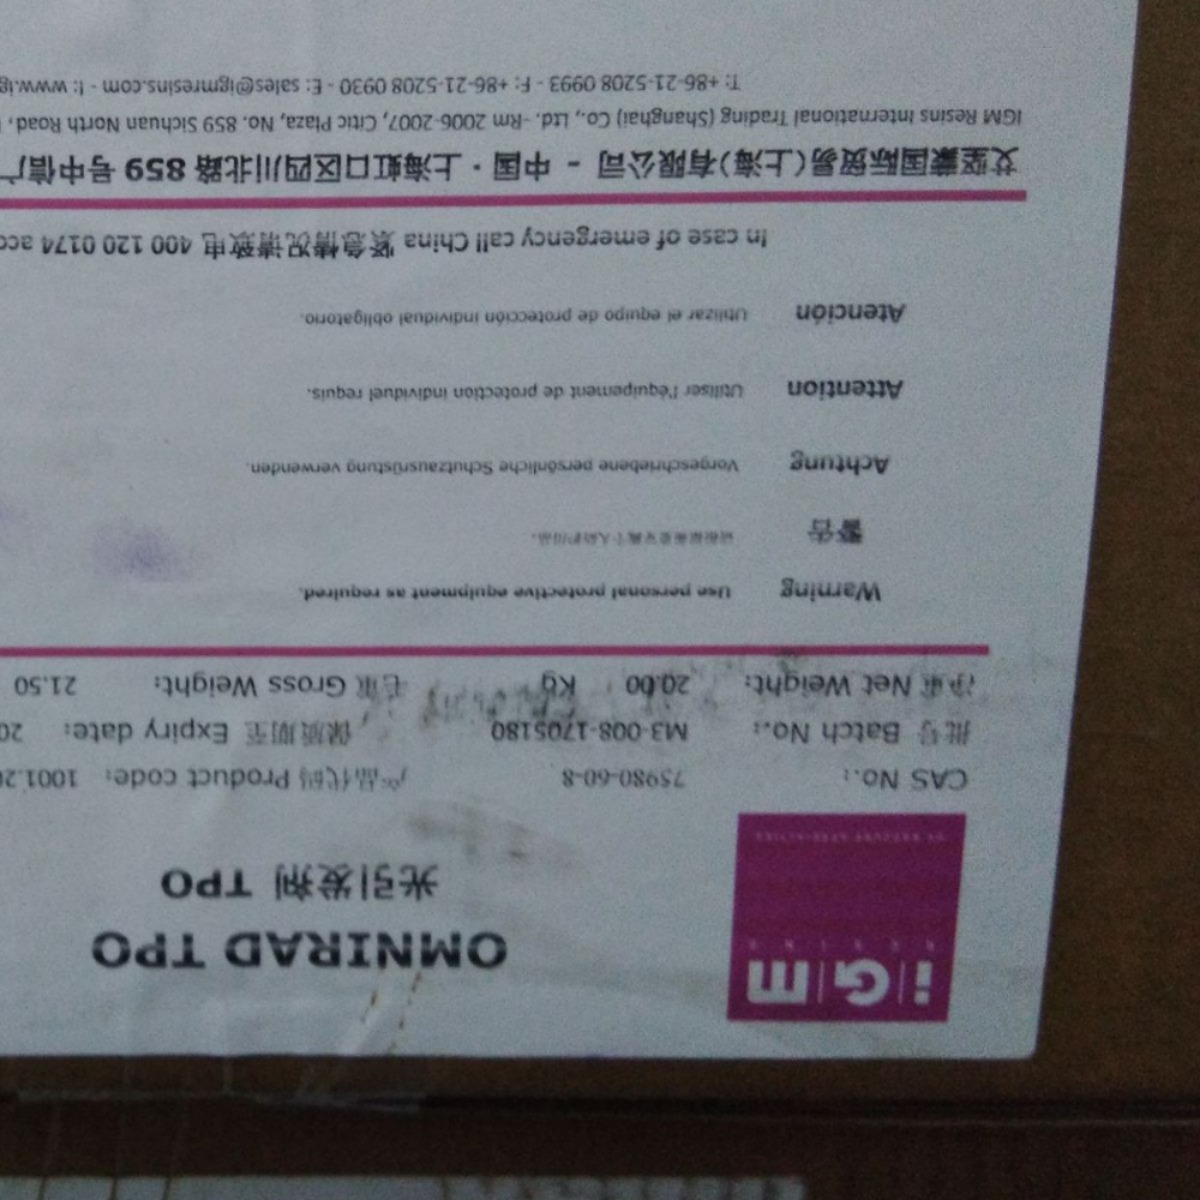 iGM
RESINS
OMNIRAD TPO
光引发剂 TPO
CAS No.: 75980-60-8 产品代码 Product code: 1001.20
批号 Batch No.: M3-008-1705180 保质期至 Expiry date: 20
净重 Net Weight: 20.00 Kg 毛重 Gross Weight: 21.50
Warning Use personal protective equipment as required.
警告
Achtung Vorgeschriebene persönliche Schutzausrüstung verwenden.
Attention Utiliser l'équipement de protection individuel requis.
Atención Utilizar el equipo de protección individual obligatorio.
In case of emergency call China 紧急情况请致电 400 120 0174 acc
艾坚蒙国际贸易(上海)有限公司 - 中国 · 上海虹口区四川北路 859 号中信广
IGM Resins International Trading (Shanghai) Co., Ltd. -Rm 2006-2007, Citic Plaza, No. 859 Sichuan North Road,
T: +86-21-5208 0993 - F: +86-21-5208 0930 - E: sales@igmresins.com - I: www.ig